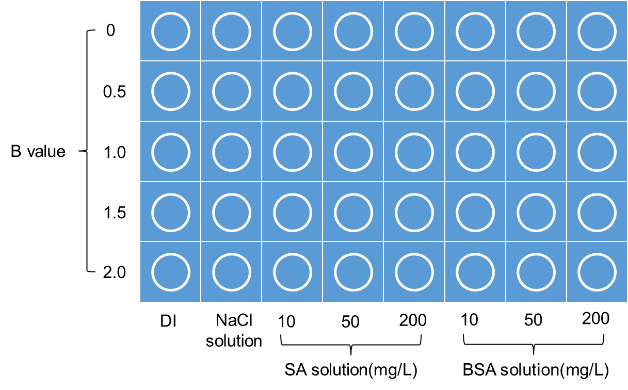 0
0.5
B value
1.0
1.5
2.0
DI
NaCl
solution
10
50
200
10
50
200
SA solution(mg/L)
BSA solution(mg/L)